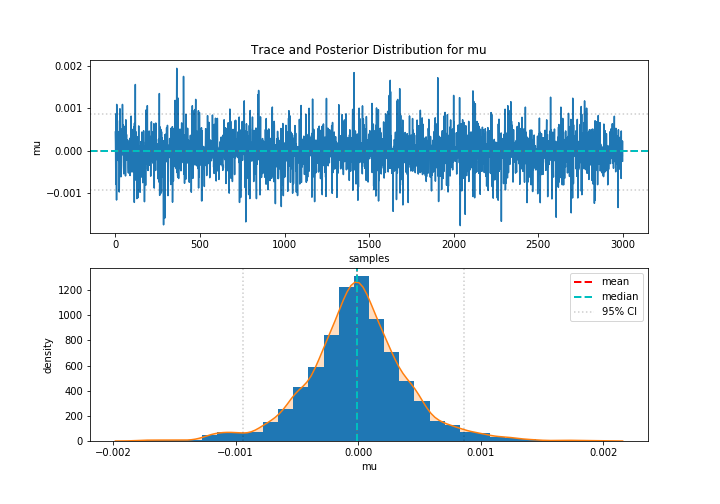 Trace and Posterior Distribution for mu
0.002
0.001
0.000
−0.001
mu
0
500
1000
1500
2000
2500
3000
samples
1200
1000
800
600
400
200
0
density
mean
median
95% CI
−0.002
−0.001
0.000
0.001
0.002
mu